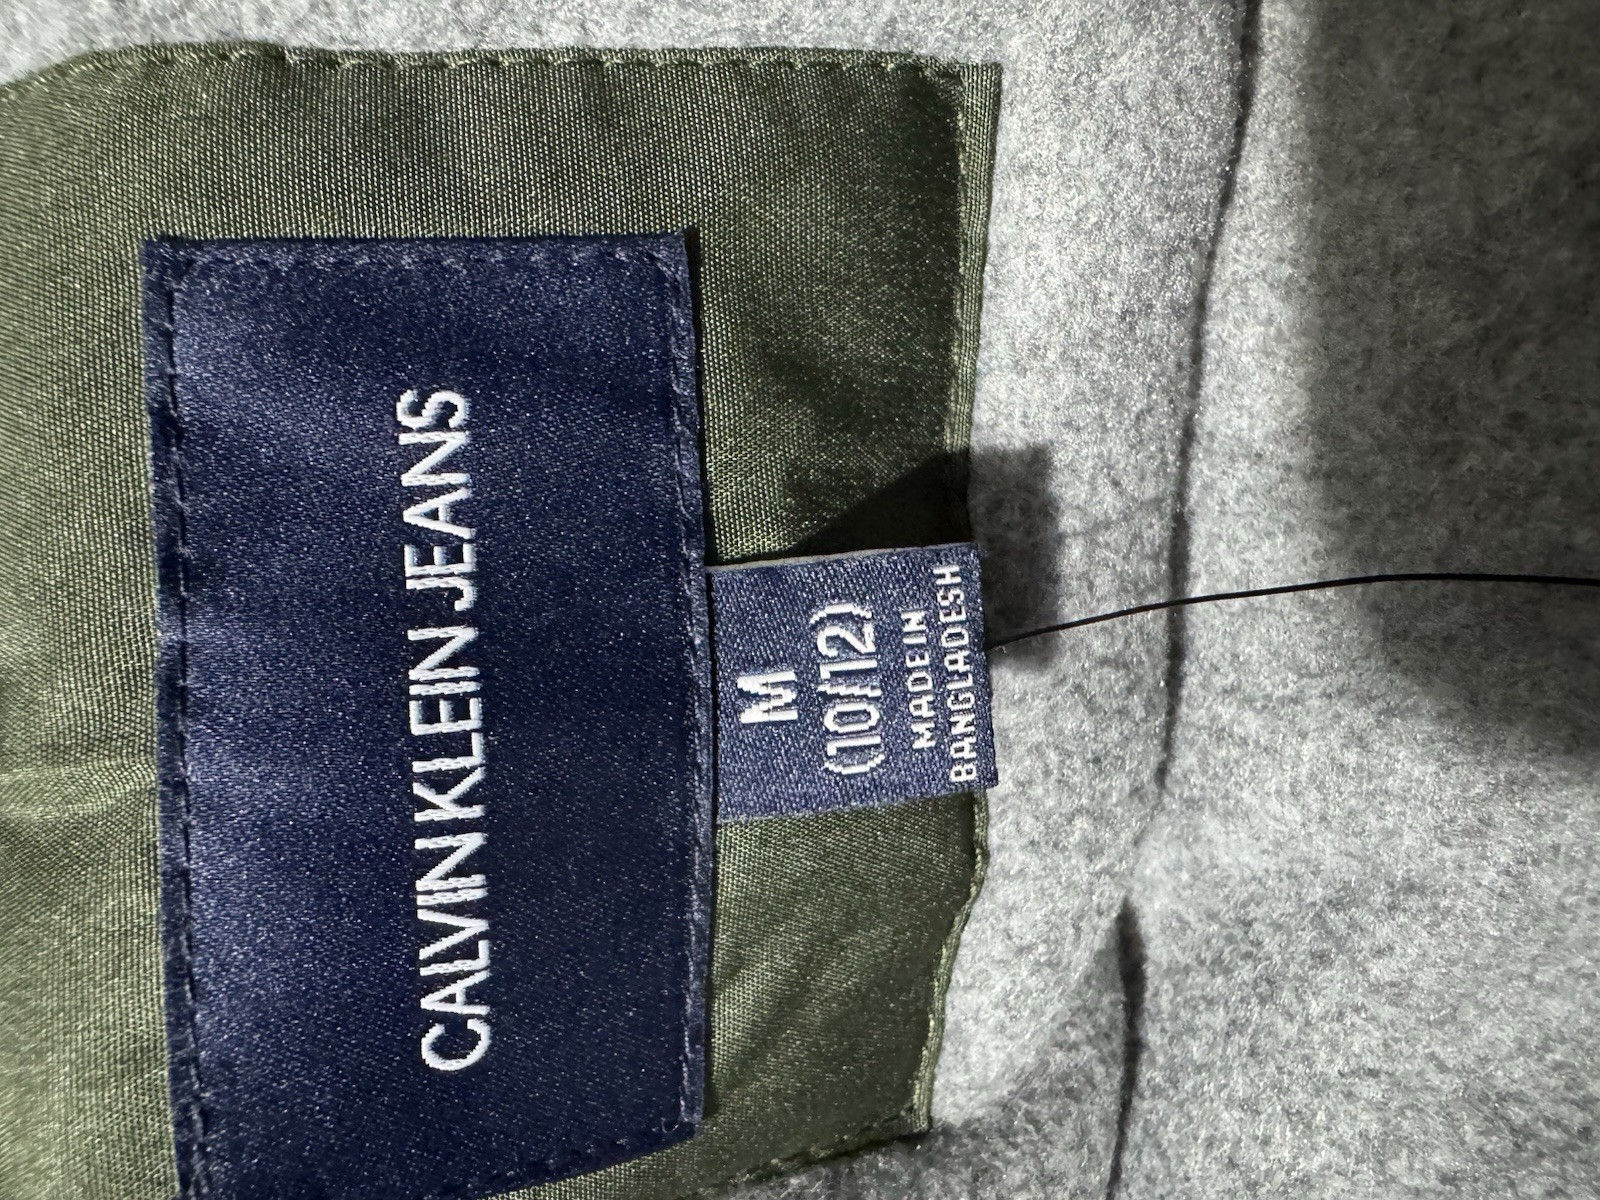 CALVIN KLEIN JEANS
M
(10/12)
MADE IN
BANGLADESH